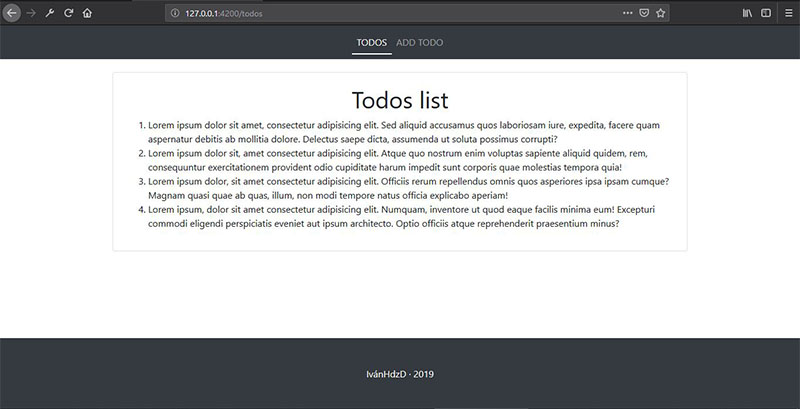 127.0.0.1:4200/todos
TODOS ADD TODO
Todos list
1. Lorem ipsum dolor sit amet, consectetur adipisicing elit. Sed aliquid accusamus quos laboriosam iure, expedita, facere quam
aspernatur debitis ab mollitia dolore. Delectus saepe dicta, assumenda ut soluta possimus corrupti?
2. Lorem ipsum dolor sit, amet consectetur adipisicing elit. Atque quo nostrum enim voluptas sapiente aliquid quidem, rem,
consequuntur exercitationem provident odio cupiditate harum impedit sunt corporis quae molestias tempora quia!
3. Lorem ipsum dolor, sit amet consectetur adipisicing elit. Officiis rerum repellendus omnis quos asperiores ipsa ipsam cumque?
Magnam quasi quae ab quas, illum, non modi tempore natus officia explicabo aperiam!
4. Lorem ipsum, dolor sit amet consectetur adipisicing elit. Numquam, inventore ut quod eaque facilis minima eum! Excepturi
commodi eligendi perspiciatis eveniet aut ipsum architecto. Optio officiis atque reprehenderit praesentium minus?
IvánHdzD · 2019